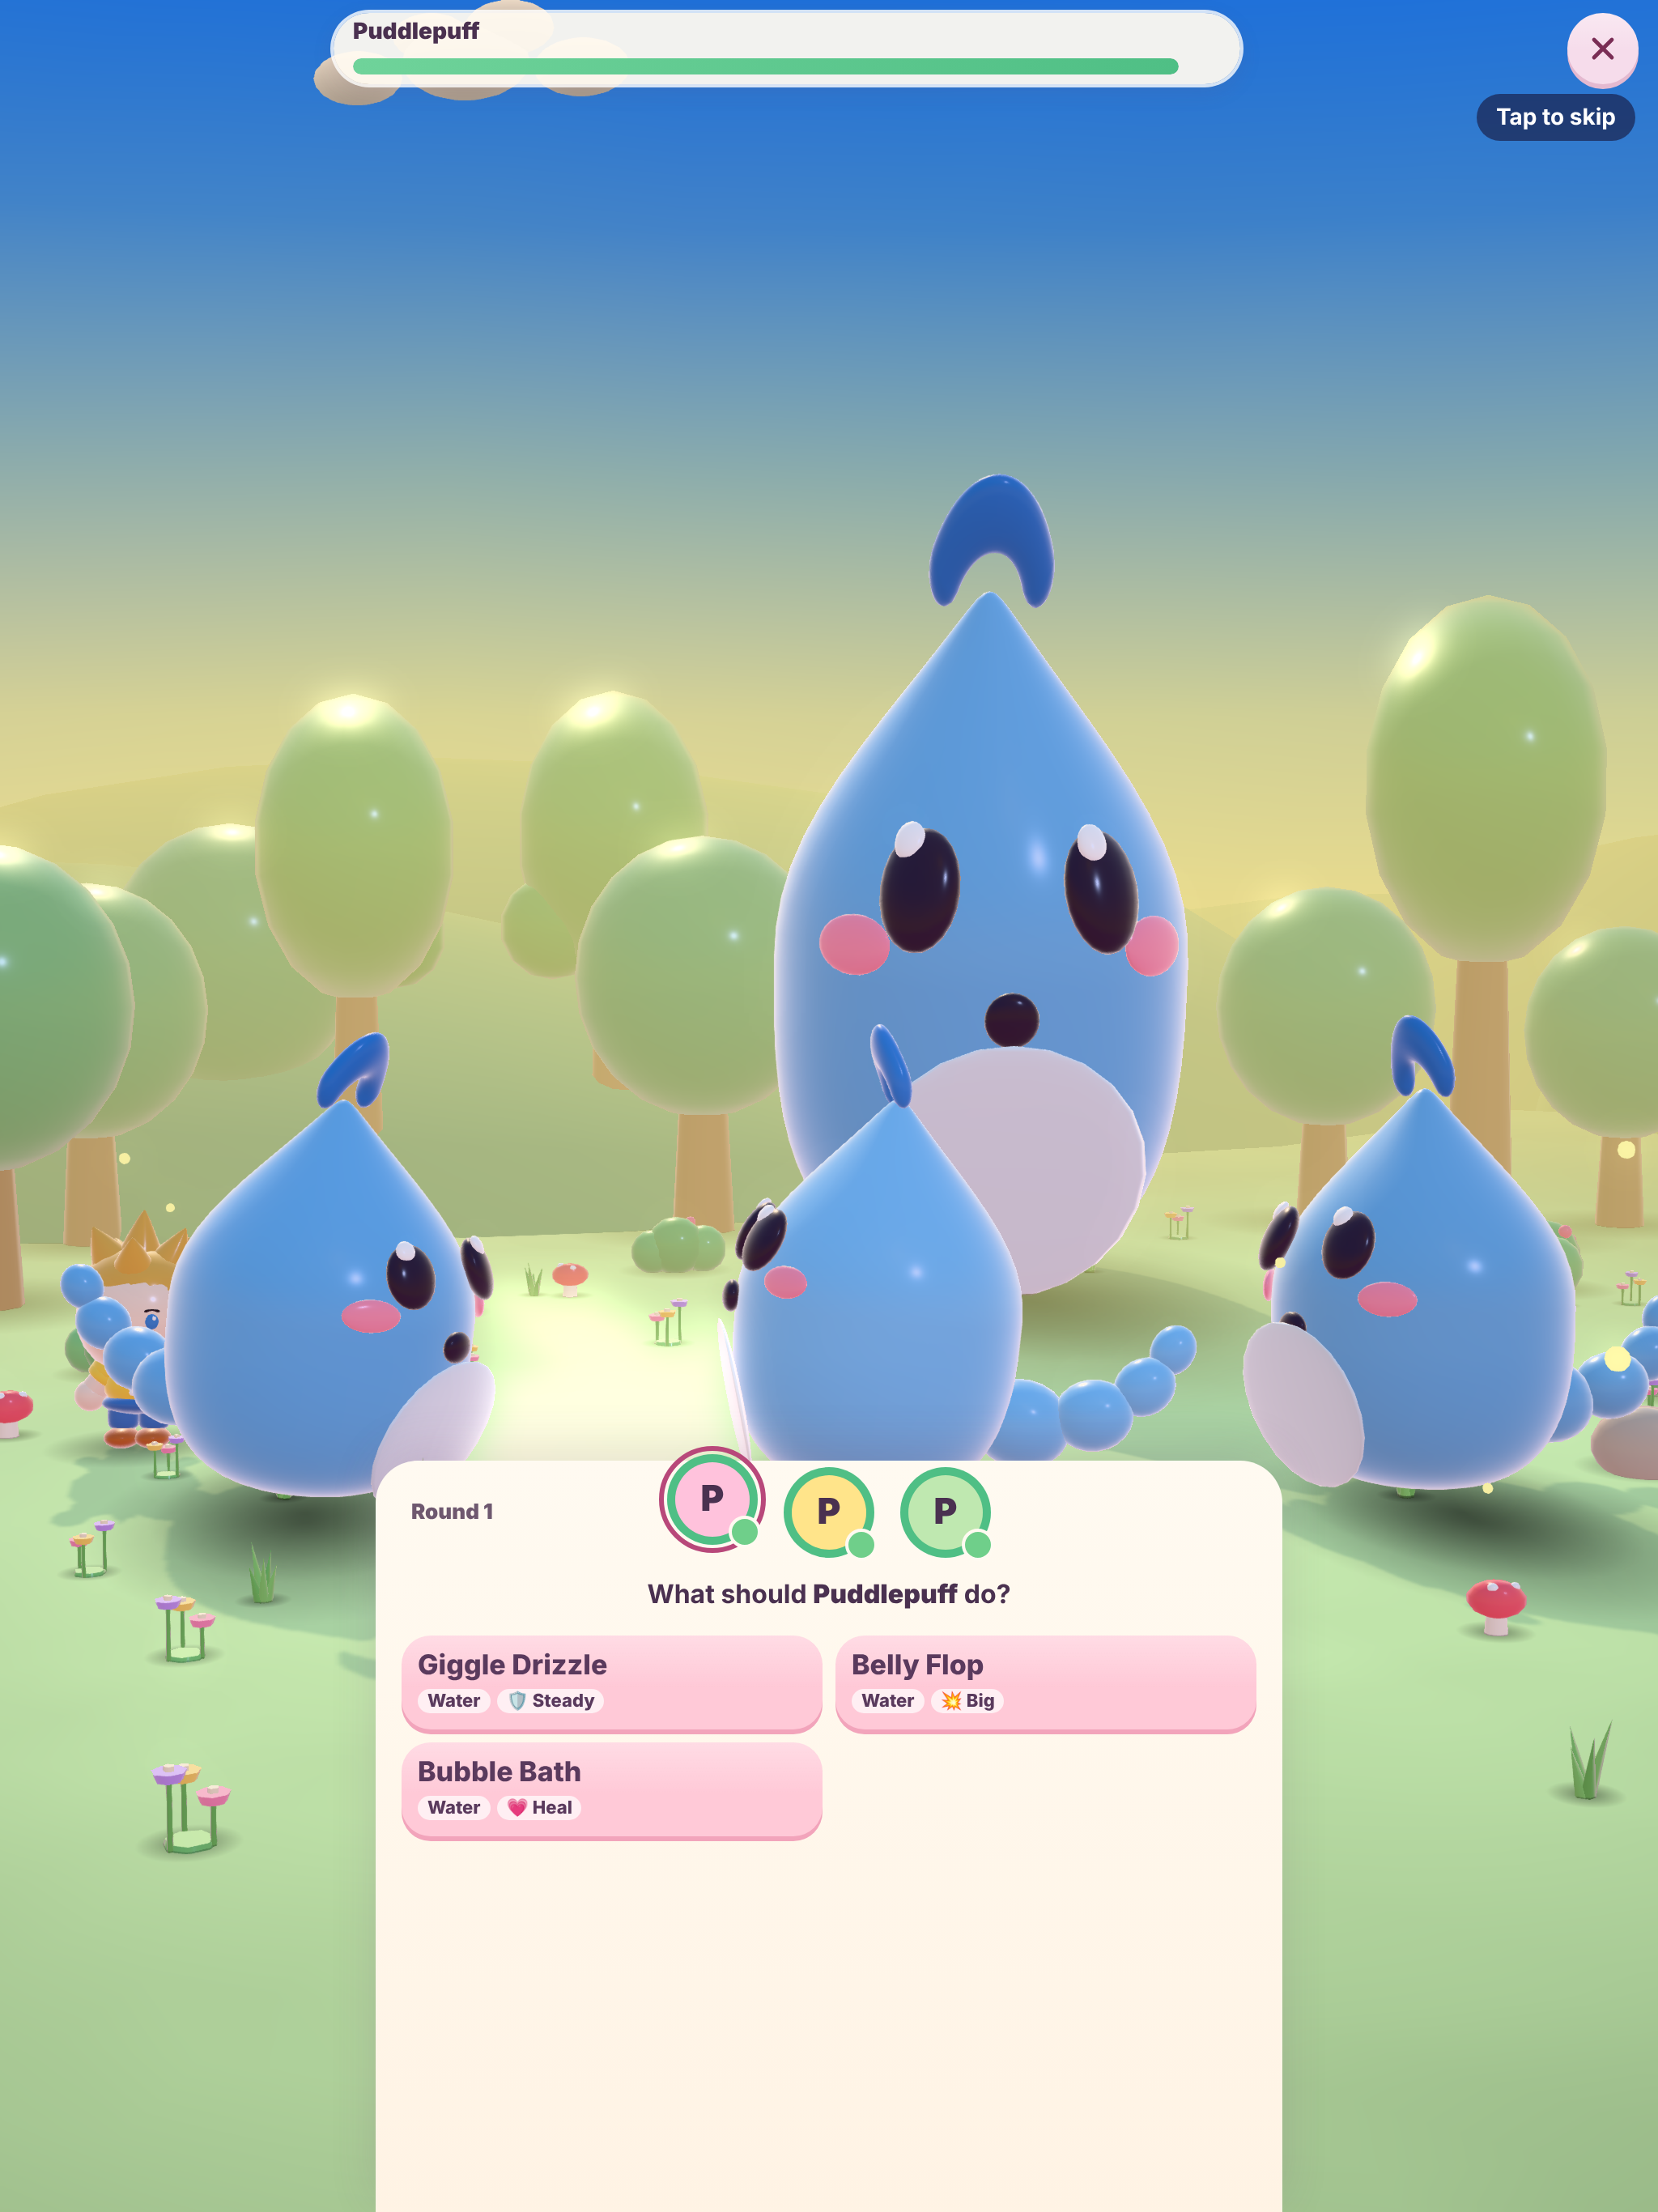 Puddlepuff
Tap to skip
Round 1
P
P
P
What should Puddlepuff do?
Giggle Drizzle
Water 🛡️ Steady
Belly Flop
Water 💥 Big
Bubble Bath
Water 💗 Heal